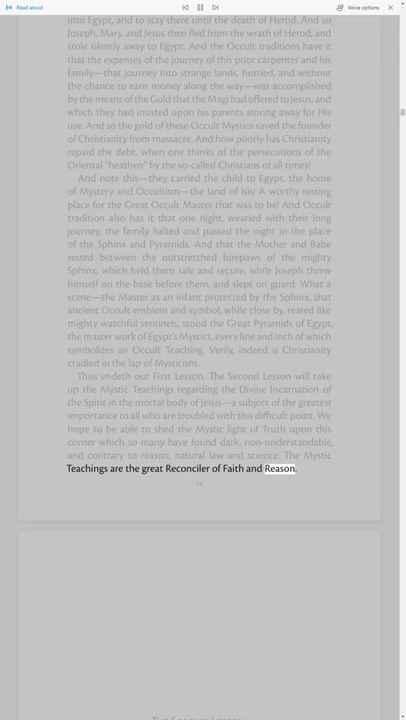 Read aloud
Voice options
into Egypt, and to stay there until the death of Herod. And so
Joseph, Mary, and Jesus then fled from the wrath of Herod, and
stole silently away to Egypt. And the Occult traditions have it
that the expenses of the journey of this poor carpenter and his
family—that journey into strange lands, hurried, and without
the chance to earn money along the way—was accomplished
by the means of the Gold that the Magi had offered to Jesus, and
which they had insisted upon his parents storing away for His
use. And so the gold of these Occult Mystics saved the founder
of Christianity from massacre. And how poorly has Christianity
repaid the debt, when one thinks of the persecutions of the
Oriental "heathen" by the so-called Christians of all times!
And note this—they carried the child to Egypt, the home
of Mystery and Occultism—the land of Isis! A worthy resting
place for the Great Occult Master that was to be! And Occult
tradition also has it that one night, wearied with their long
journey, the family halted and passed the night in the place
of the Sphinx and Pyramids. And that the Mother and Babe
rested between the outstretched forepaws of the mighty
Sphinx, which held them safe and secure, while Joseph threw
himself on the base before them, and slept on guard. What a
scene—the Master as an infant protected by the Sphinx, that
ancient Occult emblem and symbol, while close by, reared like
mighty watchful sentinels, stood the Great Pyramids of Egypt,
the master work of Egypt's Mystics, every line and inch of which
symbolizes an Occult Teaching. Verily, indeed is Christianity
cradled in the lap of Mysticism.
Thus endeth our First Lesson. The Second Lesson will take
up the Mystic Teachings regarding the Divine Incarnation of
the Spirit in the mortal body of Jesus—a subject of the greatest
importance to all who are troubled with this difficult point. We
hope to be able to shed the Mystic light of Truth upon this
corner which so many have found dark, non-understandable,
and contrary to reason, natural law and science. The Mystic
Teachings are the great Reconciler of Faith and Reason.
The Second Lesson